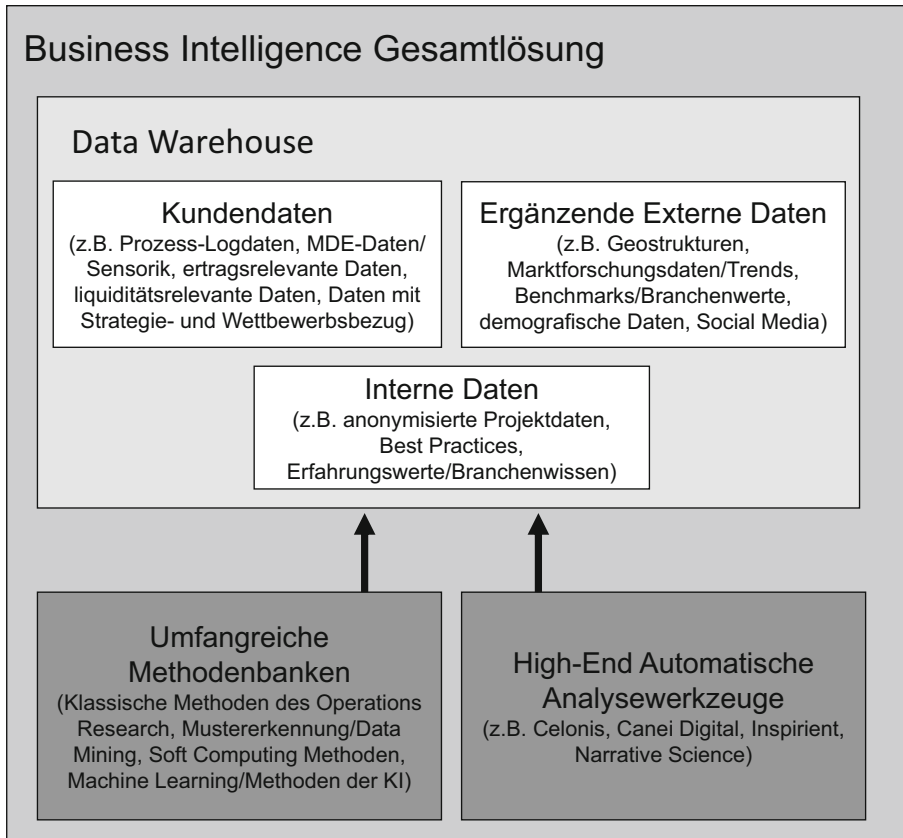 Business Intelligence Gesamtlösung
Data Warehouse
Kundendaten
(z.B. Prozess-Logdaten, MDE-Daten/
Sensorik, ertragsrelevante Daten,
liquiditätsrelevante Daten, Daten mit
Strategie- und Wettbewerbsbezug)
Ergänzende Externe Daten
(z.B. Geostrukturen,
Marktforschungsdaten/Trends,
Benchmarks/Branchenwerte,
demografische Daten, Social Media)
Interne Daten
(z.B. anonymisierte Projektdaten,
Best Practices,
Erfahrungswerte/Branchenwissen)
Umfangreiche
Methodenbanken
(Klassische Methoden des Operations
Research, Mustererkennung/Data
Mining, Soft Computing Methoden,
Machine Learning/Methoden der KI)
High-End Automatische
Analysewerkzeuge
(z.B. Celonis, Canei Digital, Inspirient,
Narrative Science)